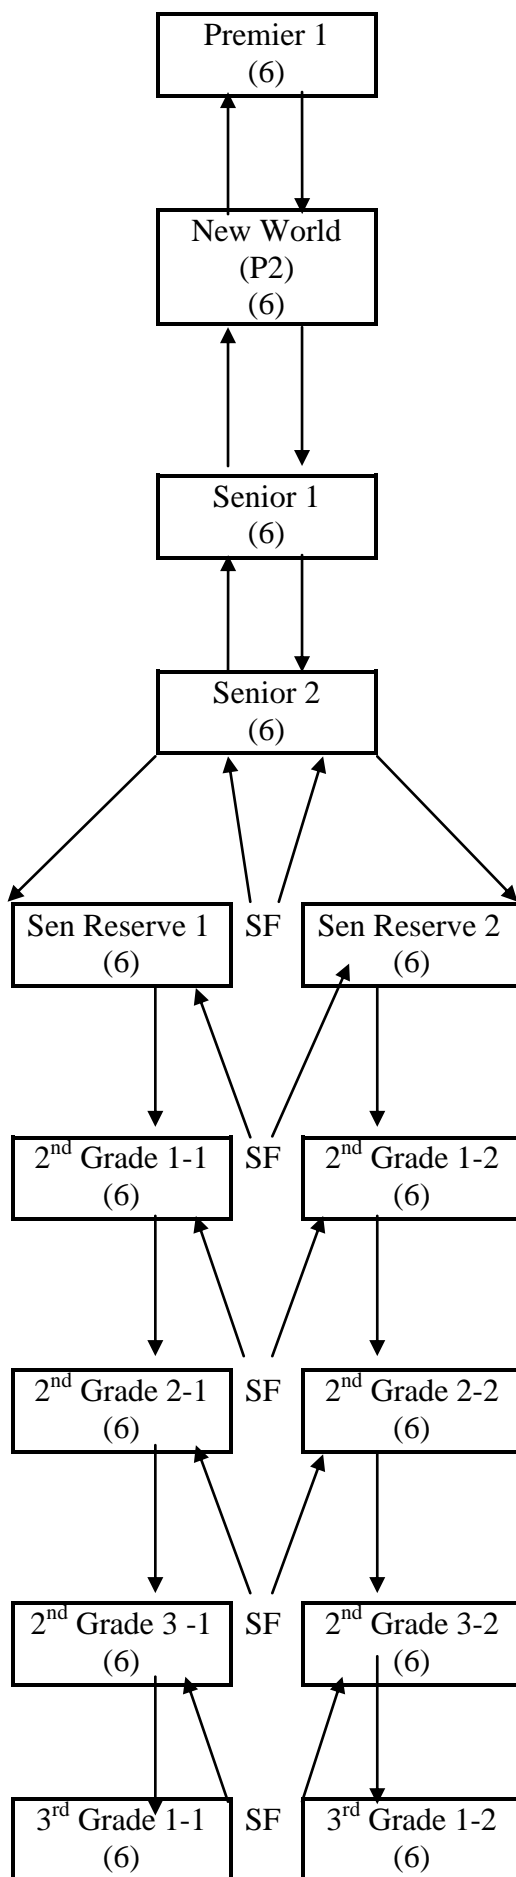 Premier 1
(6)
New World
(P2)
(6)
Senior 1
(6)
Senior 2
(6)
Sen Reserve 1 SF Sen Reserve 2
(6) (6)
2nd Grade 1-1 SF 2nd Grade 1-2
(6) (6)
2nd Grade 2-1 SF 2nd Grade 2-2
(6) (6)
2nd Grade 3 -1 SF 2nd Grade 3-2
(6) (6)
3rd Grade 1-1 SF 3rd Grade 1-2
(6) (6)